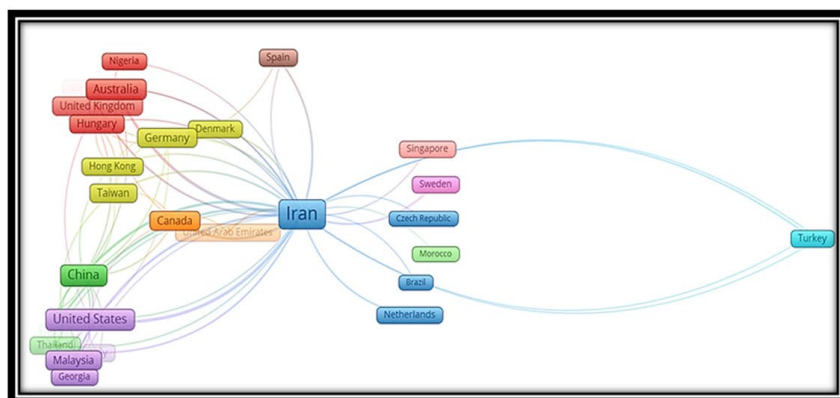 Nigeria
Spain
Australia
United Kingdom
Hungary
Denmark
Germany
Singapore
Hong Kong
Sweden
Taiwan
Iran
Canada
Czech Republic
United Arab Emirates
Turkey
Morocco
China
Brazil
Netherlands
United States
Thailand
Malaysia
Georgia